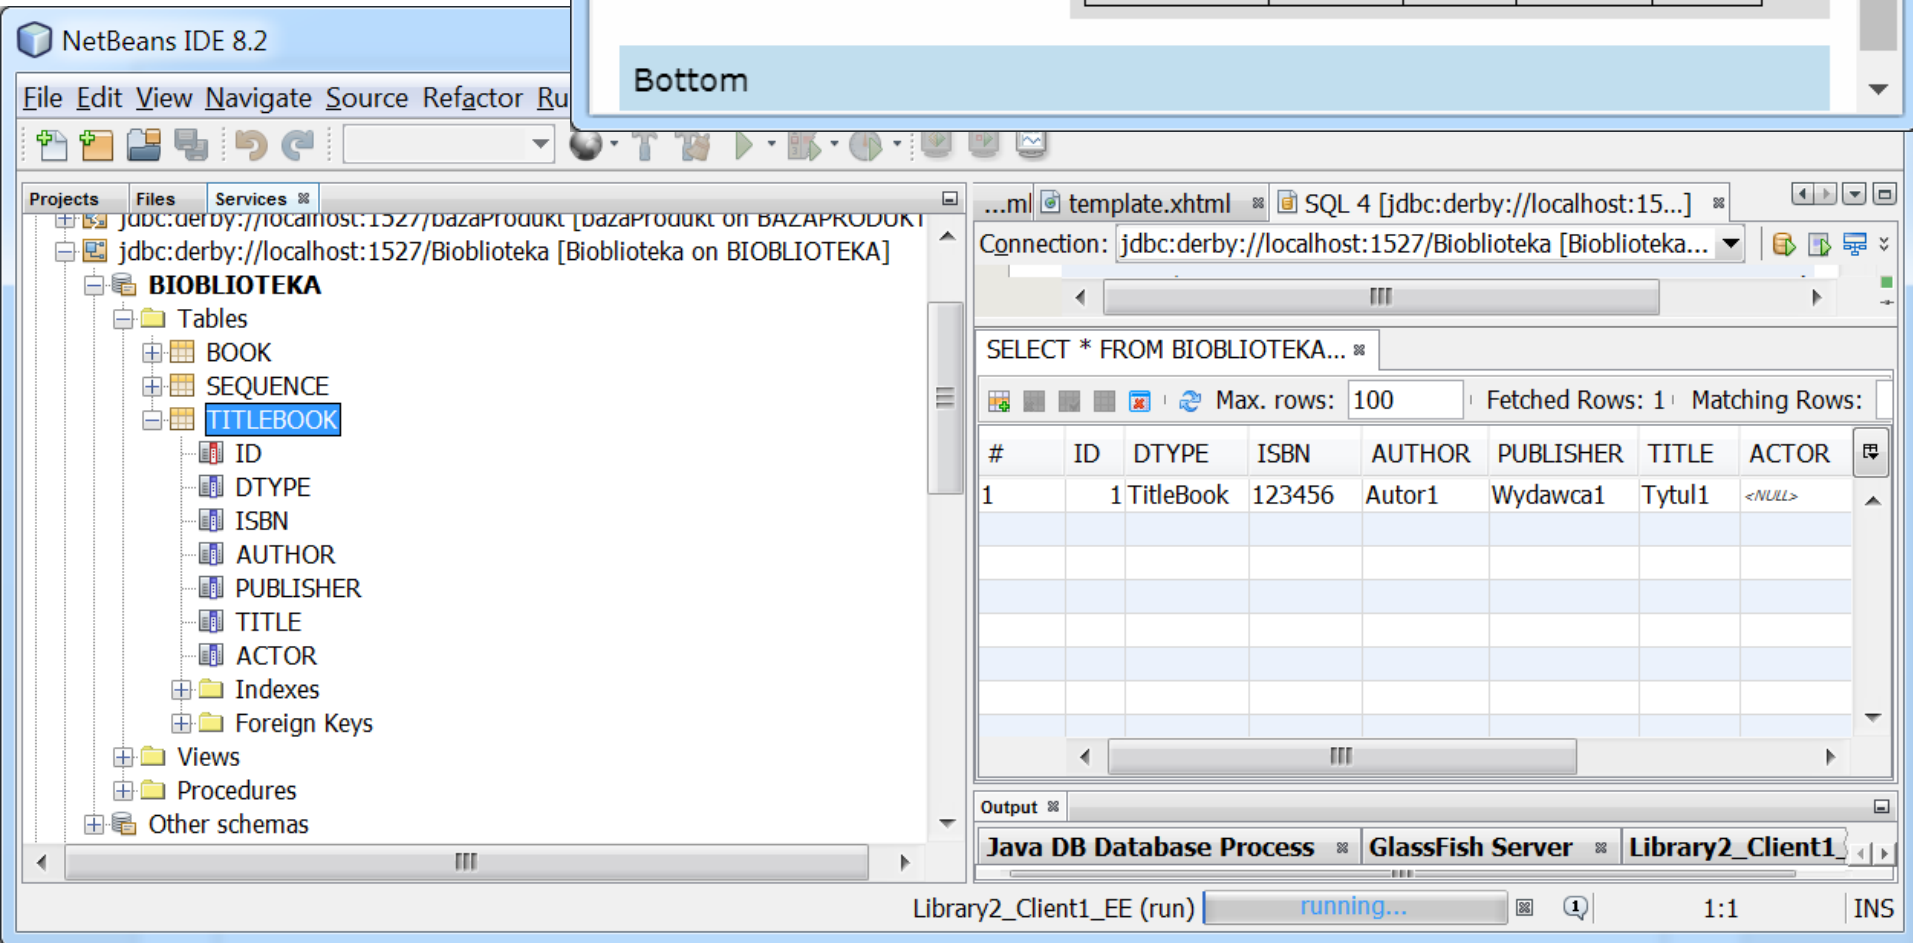 Bottom
NetBeans IDE 8.2
File Edit View Navigate Source Refactor Ru
Projects Files Services
jdbc:derby://localhost:1527/bazaProdukt [bazaProdukt on BAZAPRODUKT
jdbc:derby://localhost:1527/Bioblioteka [Bioblioteka on BIOBLIOTEKA]
BIOBLIOTEKA
Tables
BOOK
SEQUENCE
TITLEBOOK
ID
DTYPE
ISBN
AUTHOR
PUBLISHER
TITLE
ACTOR
Indexes
Foreign Keys
Views
Procedures
Other schemas
...ml template.xhtml SQL 4 [jdbc:derby://localhost:15...]
Connection: jdbc:derby://localhost:1527/Bioblioteka [Bioblioteka...
SELECT * FROM BIOBLIOTEKA...
Max. rows: 100 Fetched Rows: 1 Matching Rows:
# ID DTYPE ISBN AUTHOR PUBLISHER TITLE ACTOR
1 1 TitleBook 123456 Autor1 Wydawca1 Tytul1 <NULL>
Output
Java DB Database Process GlassFish Server Library2_Client1_
Library2_Client1_EE (run) running... 1 1:1 INS